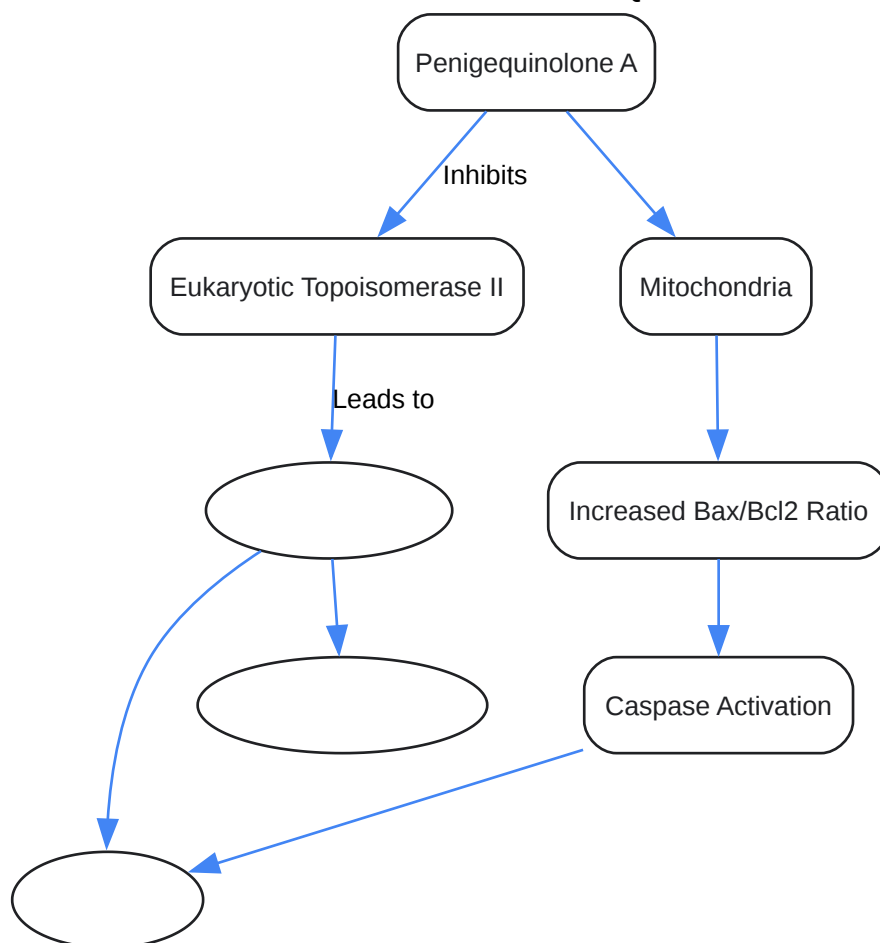 Penigequinolone A
Inhibits
Eukaryotic Topoisomerase II
Mitochondria
Leads to
Increased Bax/Bcl2 Ratio
Caspase Activation